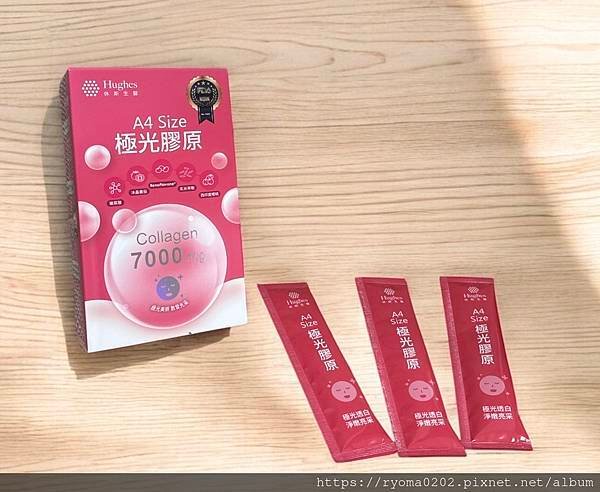 Hughes
休斯生醫
A4 Size
極光膠原
Collagen
7000mg
Hughes
A4
Size
極光膠原
極光透白
淨嫩亮采
Hughes
A4
Size
極光膠原
極光透白
淨嫩亮采
Hughes
A4
Size
極光膠原
極光透白
淨嫩亮采
https://ryoma0202.pixnet.net/album